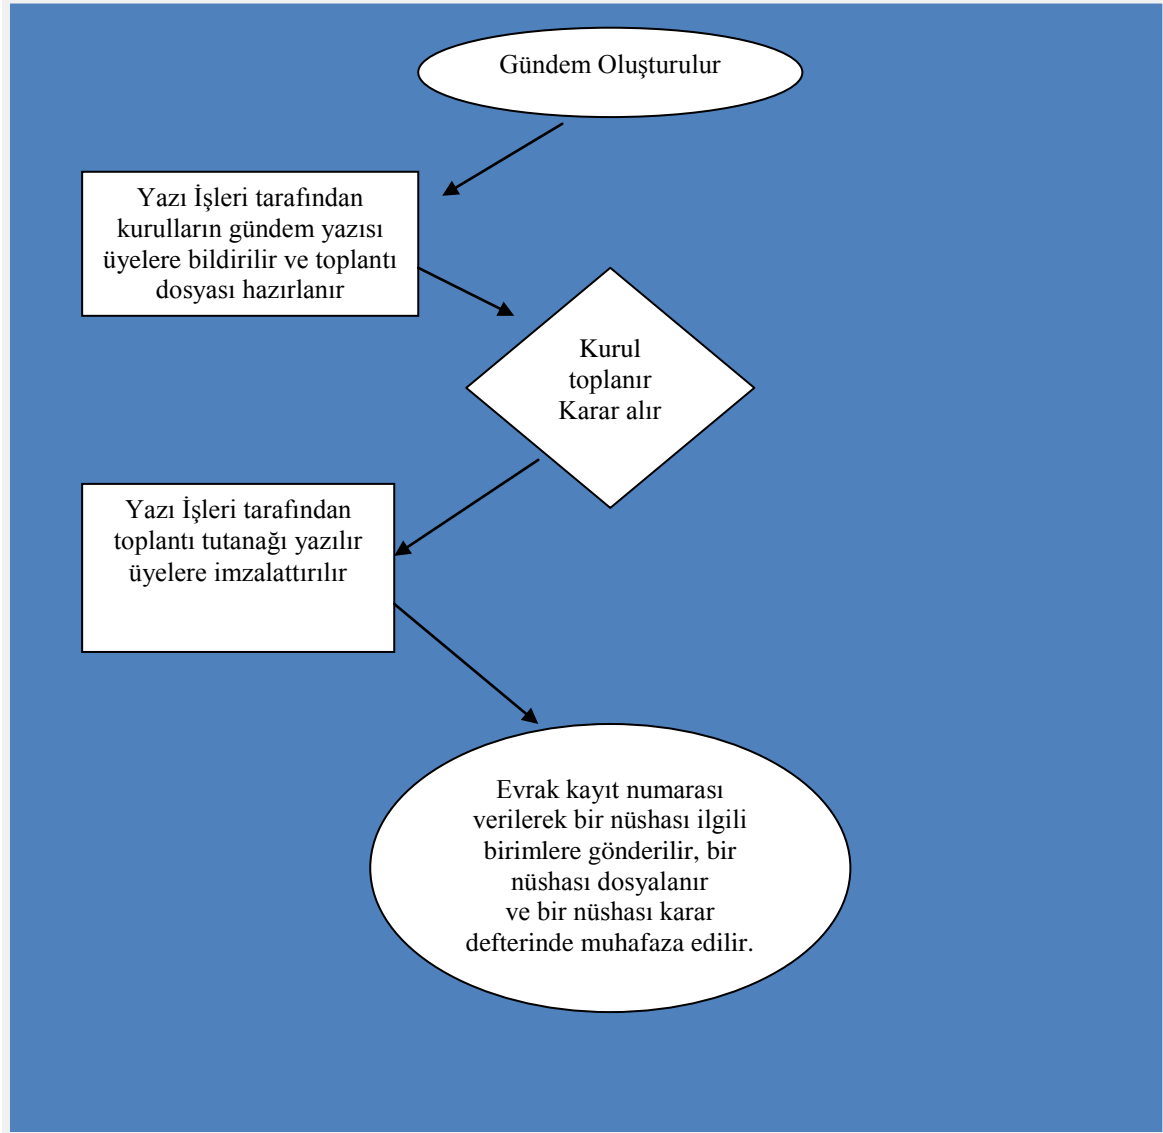 Gündem Oluşturulur
Yazı İşleri tarafından
kurulların gündem yazısı
üyelere bildirilir ve toplantı
dosyası hazırlanır
Kurul
toplanır
Karar alır
Yazı İşleri tarafından
toplantı tutanağı yazılır
üyelere imzalattırılır
Evrak kayıt numarası
verilerek bir nüshası ilgili
birimlere gönderilir, bir
nüshası dosyalanır
ve bir nüshası karar
defterinde muhafaza edilir.